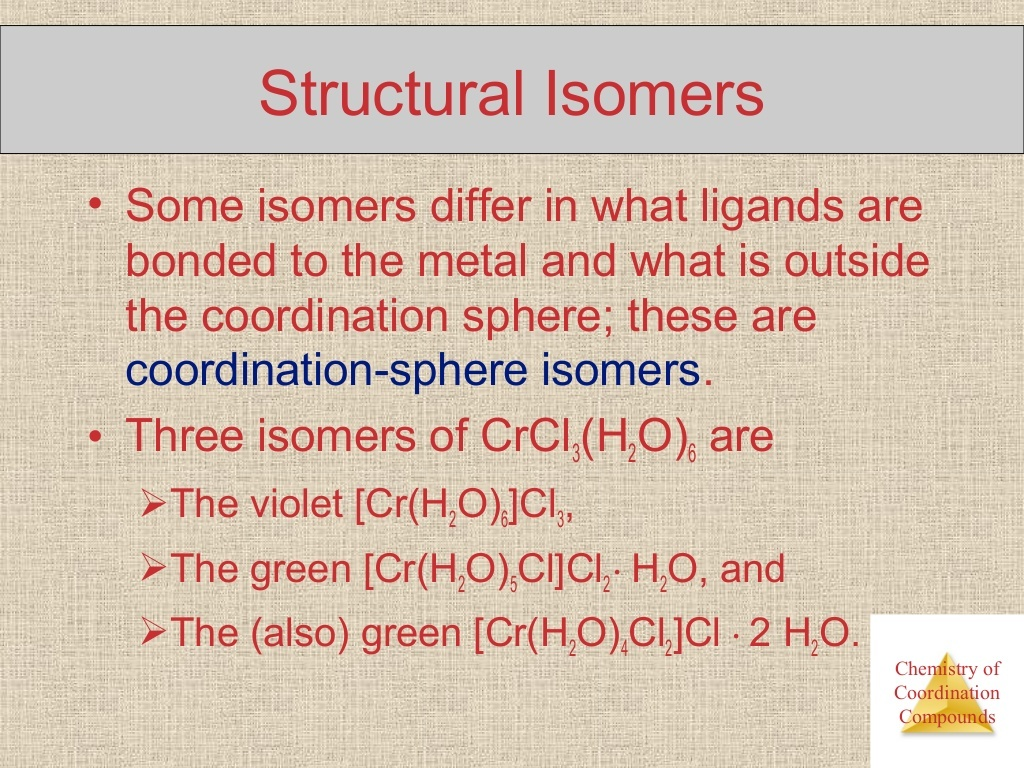 Structural Isomers
• Some isomers differ in what ligands are
bonded to the metal and what is outside
the coordination sphere; these are
coordination-sphere isomers.
• Three isomers of CrCl₃(H₂O)₆ are
➢The violet [Cr(H₂O)₆]Cl₃,
➢The green [Cr(H₂O)₅Cl]Cl₂· H₂O, and
➢The (also) green [Cr(H₂O)₄Cl₂]Cl · 2 H₂O.
Chemistry of
Coordination
Compounds